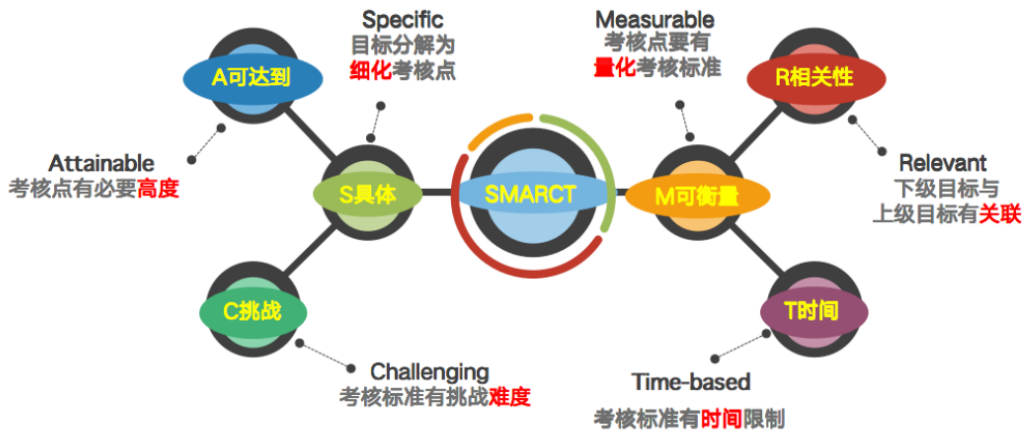 Specific
目标分解为
细化考核点
Measurable
考核点要有
量化考核标准
A可达到
R相关性
Attainable
考核点有必要高度
S具体
SMARCT
M可衡量
Relevant
下级目标与
上级目标有关联
C挑战
T时间
Challenging
考核标准有挑战难度
Time-based
考核标准有时间限制